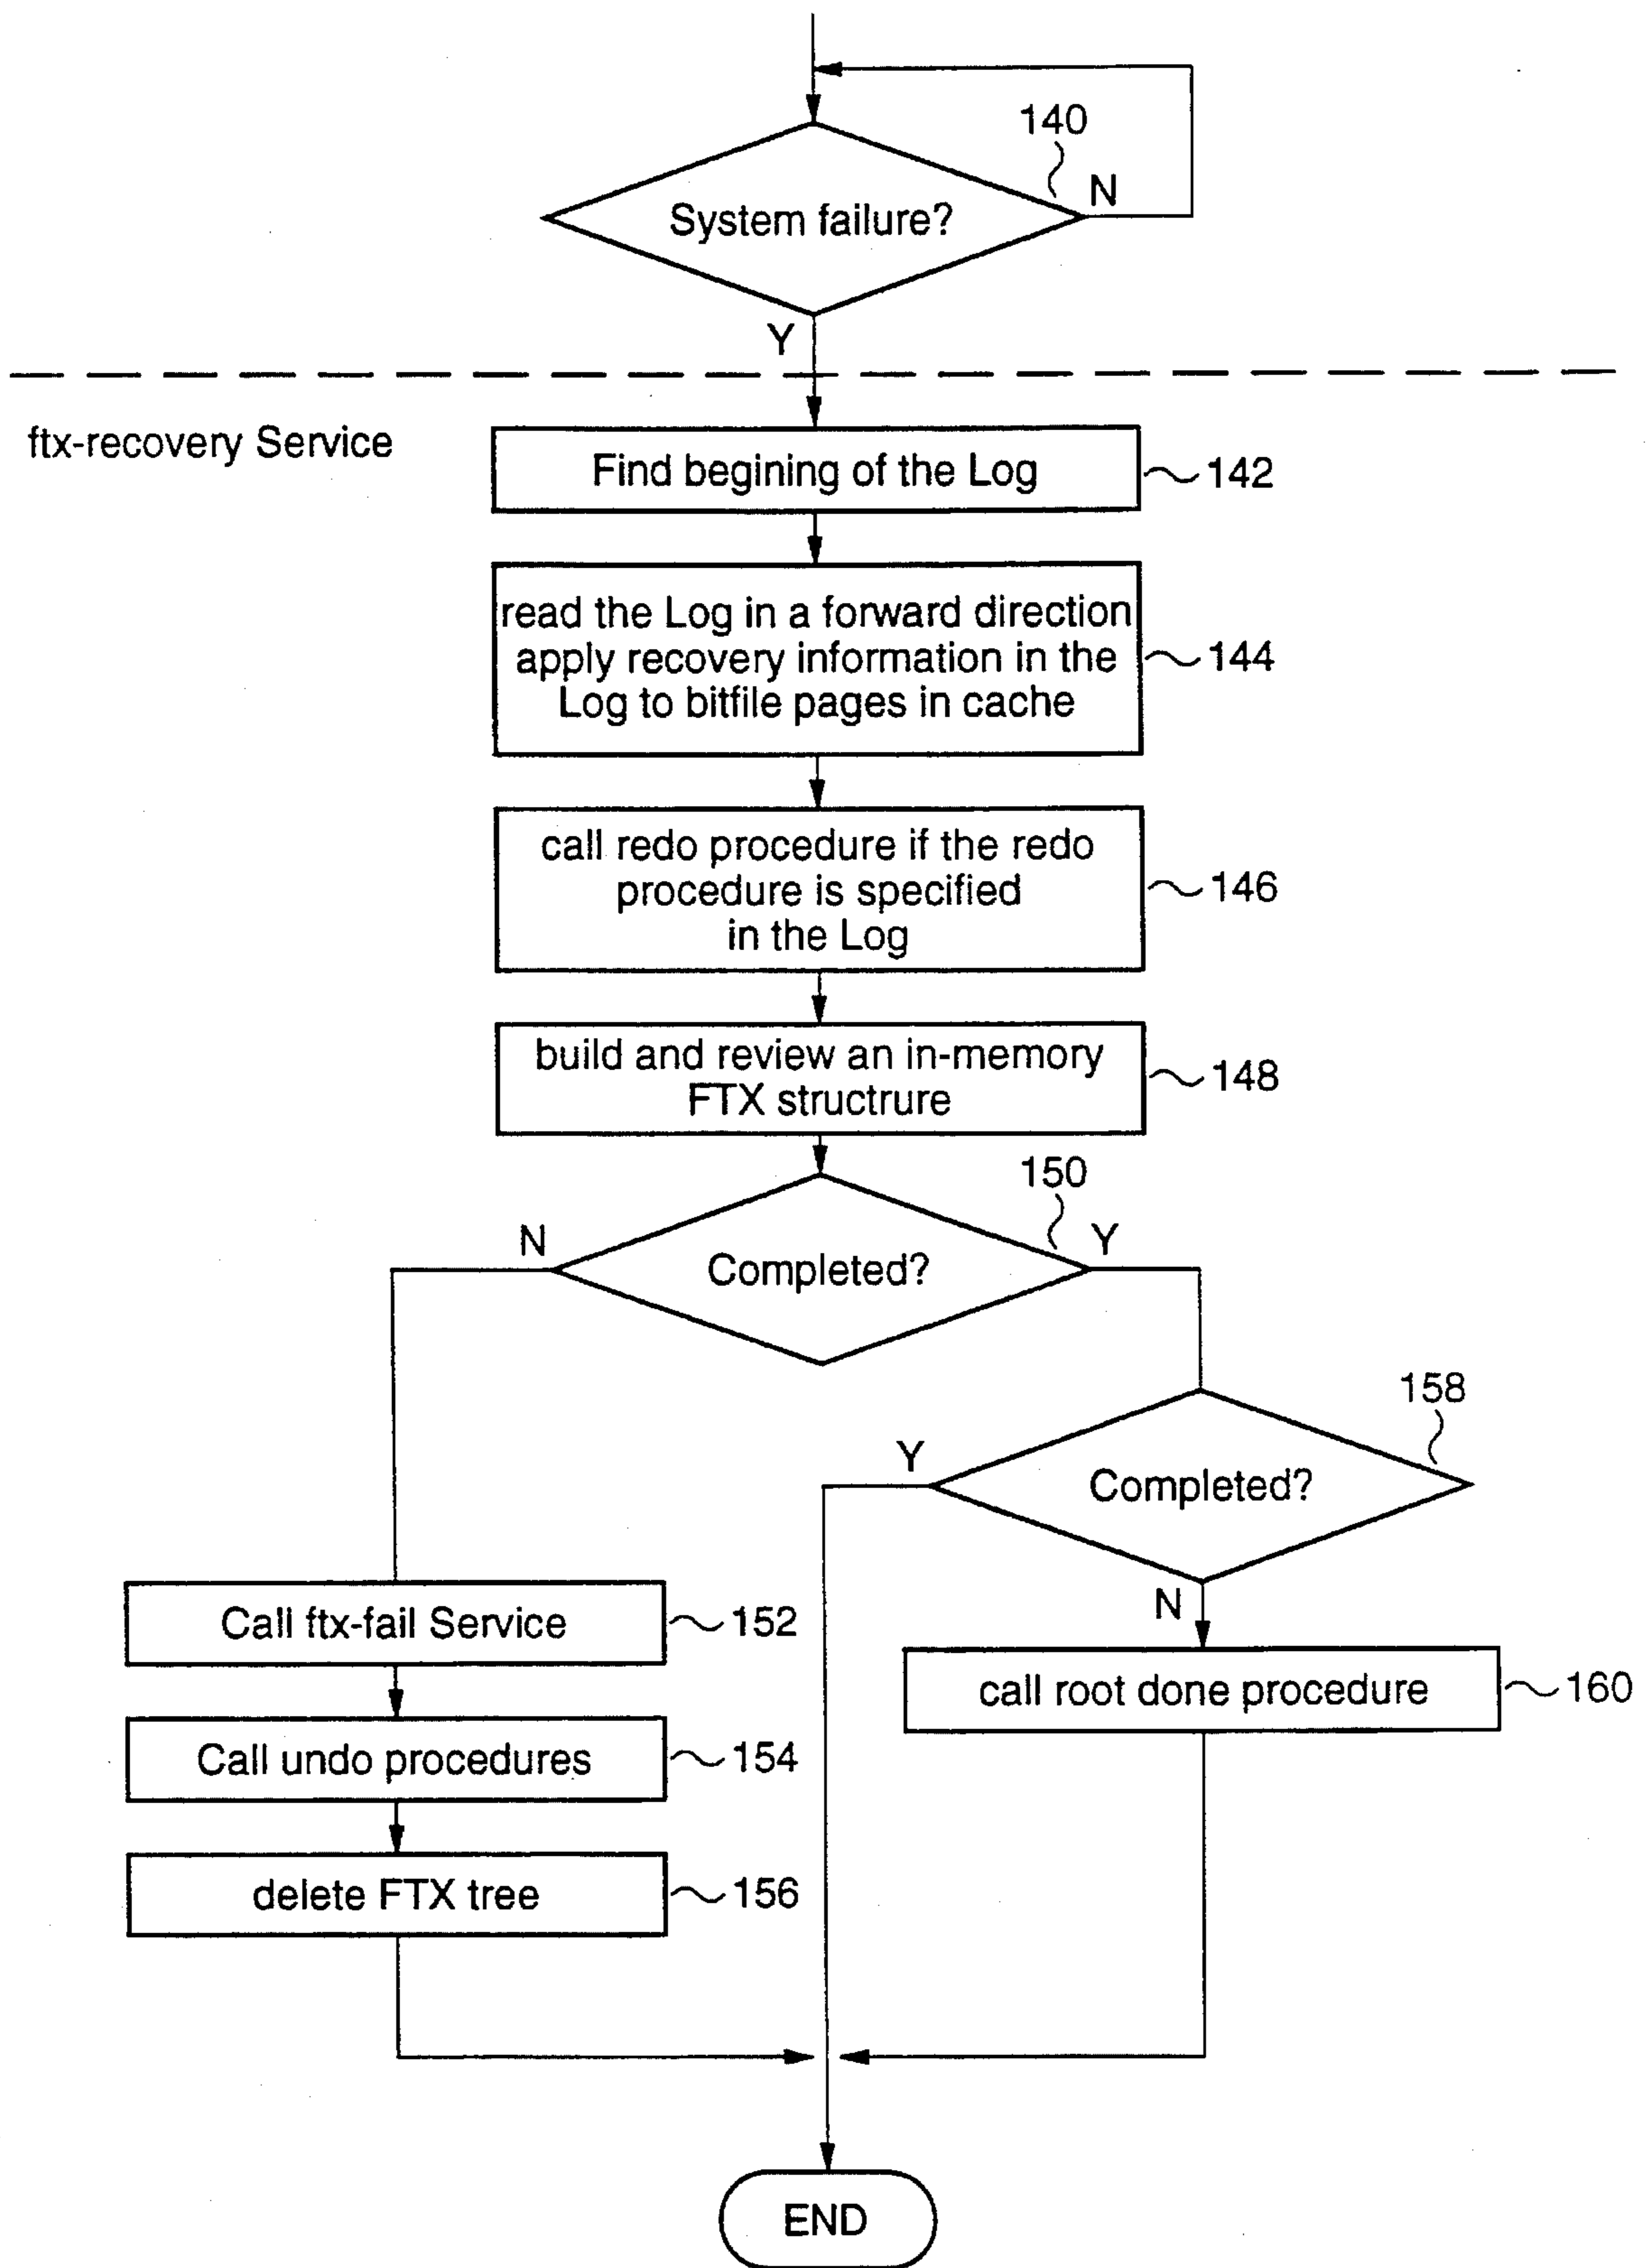 140
N
System failure?
Y
ftx-recovery Service
Find begining of the Log
142
read the Log in a forward direction
apply recovery information in the
Log to bitfile pages in cache
144
call redo procedure if the redo
procedure is specified
in the Log
146
build and review an in-memory
FTX structrure
148
150
N
Y
Completed?
158
Y
Completed?
N
Call ftx-fail Service
152
call root done procedure
160
Call undo procedures
154
delete FTX tree
156
END